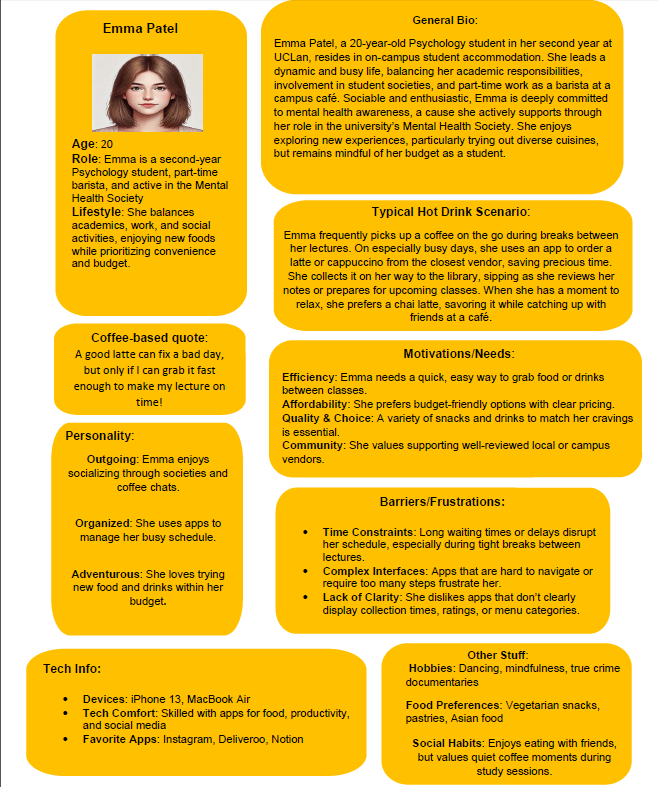 Emma Patel
Age: 20
Role: Emma is a second-year
Psychology student, part-time
barista, and active in the Mental
Health Society
Lifestyle: She balances
academics, work, and social
activities, enjoying new foods
while prioritizing convenience
and budget.
General Bio:
Emma Patel, a 20-year-old Psychology student in her second year at
UCLan, resides in on-campus student accommodation. She leads a
dynamic and busy life, balancing her academic responsibilities,
involvement in student societies, and part-time work as a barista at a
campus café. Sociable and enthusiastic, Emma is deeply committed
to mental health awareness, a cause she actively supports through
her role in the university's Mental Health Society. She enjoys
exploring new experiences, particularly trying out diverse cuisines,
but remains mindful of her budget as a student.
Typical Hot Drink Scenario:
Emma frequently picks up a coffee on the go during breaks between
her lectures. On especially busy days, she uses an app to order a
latte or cappuccino from the closest vendor, saving precious time.
She collects it on her way to the library, sipping as she reviews her
notes or prepares for upcoming classes. When she has a moment to
relax, she prefers a chai latte, savoring it while catching up with
friends at a café.
Coffee-based quote:
A good latte can fix a bad day,
but only if I can grab it fast
enough to make my lecture on
time!
Motivations/Needs:
Efficiency: Emma needs a quick, easy way to grab food or drinks
between classes.
Affordability: She prefers budget-friendly options with clear pricing.
Quality & Choice: A variety of snacks and drinks to match her cravings
is essential.
Community: She values supporting well-reviewed local or campus
vendors.
Personality:
Outgoing: Emma enjoys
socializing through societies and
coffee chats.
Organized: She uses apps to
manage her busy schedule.
Adventurous: She loves trying
new food and drinks within her
budget.
Barriers/Frustrations:
• Time Constraints: Long waiting times or delays disrupt
her schedule, especially during tight breaks between
lectures.
• Complex Interfaces: Apps that are hard to navigate or
require too many steps frustrate her.
• Lack of Clarity: She dislikes apps that don't clearly
display collection times, ratings, or menu categories.
Tech Info:
• Devices: iPhone 13, MacBook Air
• Tech Comfort: Skilled with apps for food, productivity,
and social media
• Favorite Apps: Instagram, Deliveroo, Notion
Other Stuff:
Hobbies: Dancing, mindfulness, true crime
documentaries
Food Preferences: Vegetarian snacks,
pastries, Asian food
Social Habits: Enjoys eating with friends,
but values quiet coffee moments during
study sessions.